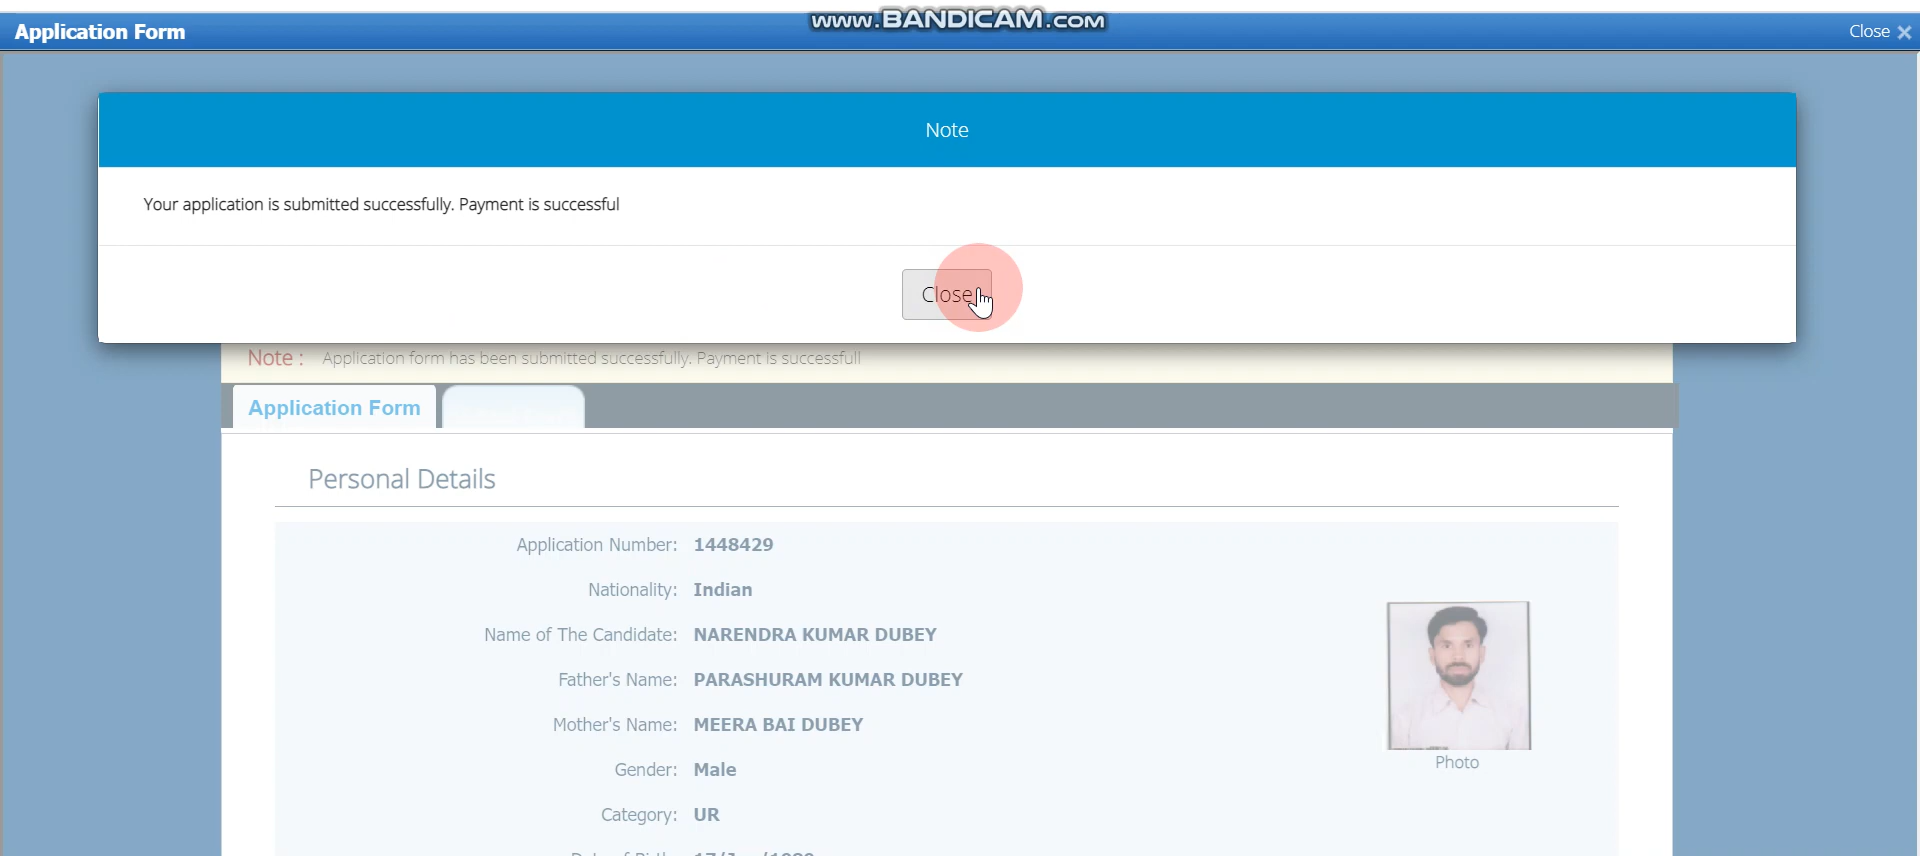 www.BANDICAM.com
Application Form
Close
Note
Your application is submitted successfully. Payment is successful
Close
Note : Application form has been submitted successfully. Payment is successfull
Application Form
Personal Details
Application Number: 1448429
Nationality: Indian
Name of The Candidate: NARENDRA KUMAR DUBEY
Father's Name: PARASHURAM KUMAR DUBEY
Mother's Name: MEERA BAI DUBEY
Photo
Gender: Male
Category: UR